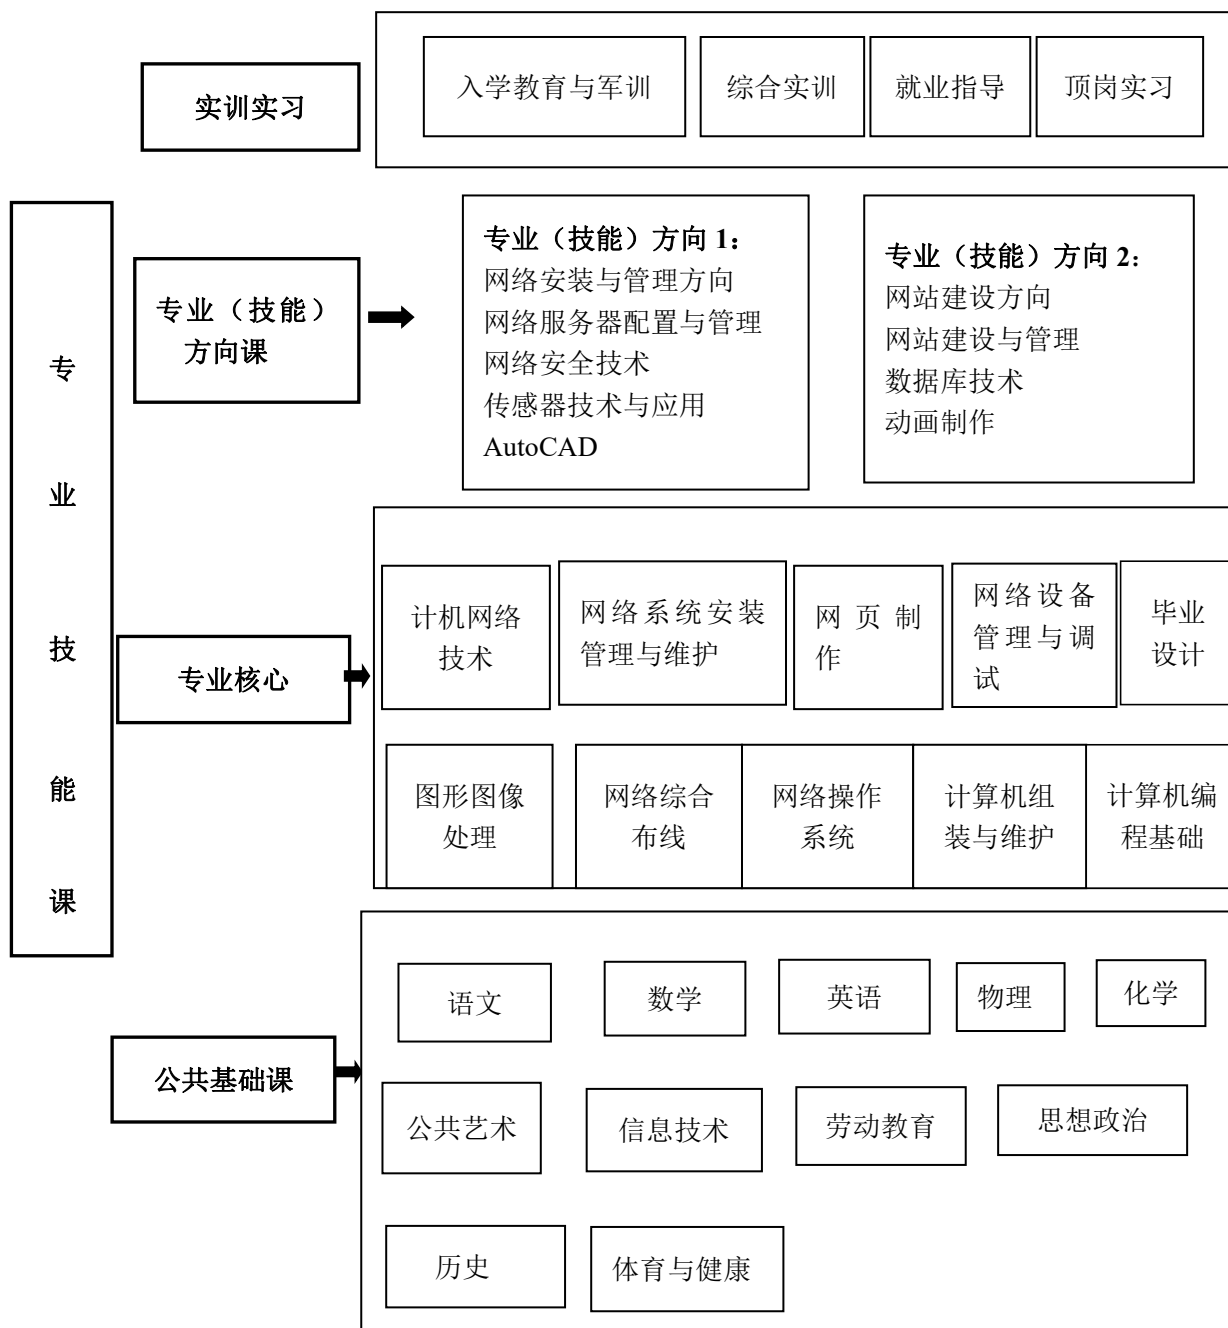 实训实习
入学教育与军训
综合实训
就业指导
顶岗实习
专
业
技
能
课
专业（技能）
方向课
专业（技能）方向 1：
网络安装与管理方向
网络服务器配置与管理
网络安全技术
传感器技术与应用
AutoCAD
专业（技能）方向 2：
网站建设方向
网站建设与管理
数据库技术
动画制作
专业核心
计机网络
技术
网络系统安装
管理与维护
网页制
作
网络设备
管理与调
试
毕业
设计
图形图像
处理
网络综合
布线
网络操作
系统
计算机组
装与维护
计算机编
程基础
公共基础课
语文
数学
英语
物理
化学
公共艺术
信息技术
劳动教育
思想政治
历史
体育与健康